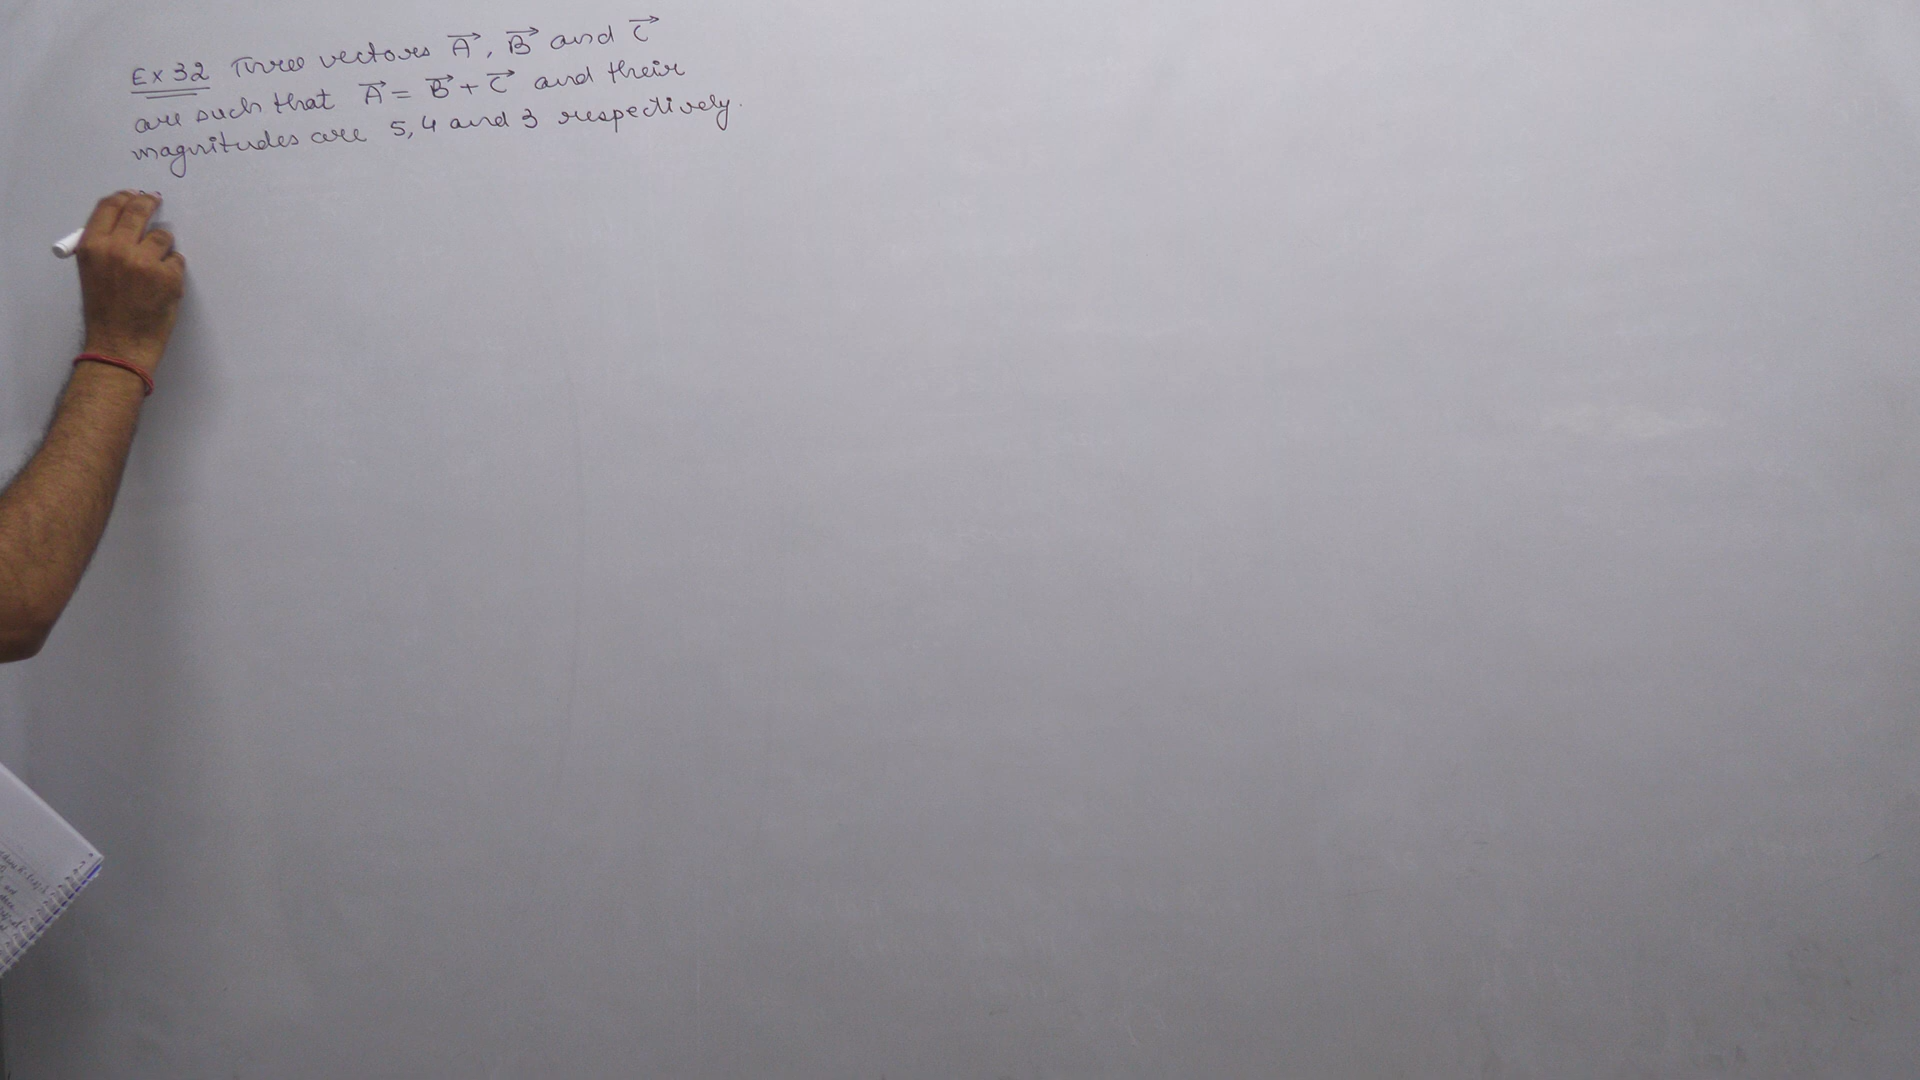 Ex 32 Three vectors A⃗, B⃗ and C⃗
are such that A⃗ = B⃗ + C⃗ and their
magnitudes are 5, 4 and 3 respectively.